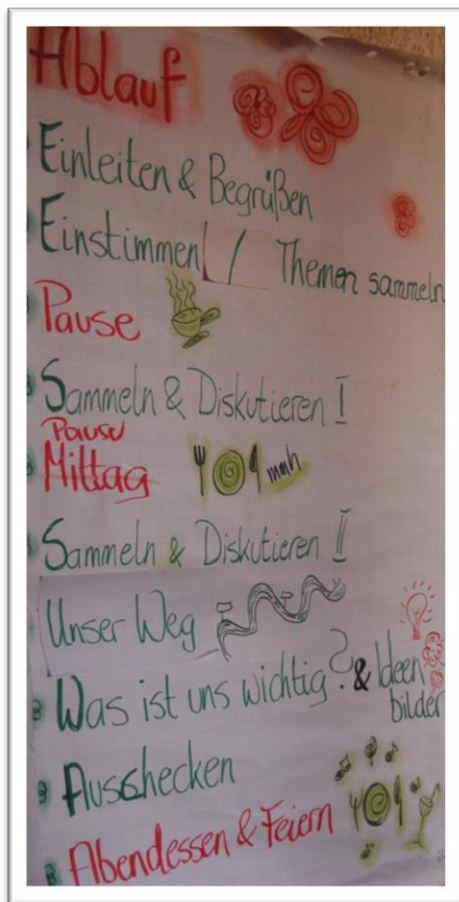 Ablauf
Einleiten & Begrüßen
Einstimmen / Themen sammeln
Pause
Sammeln & Diskutieren I
Pause
Mittag mmh
Sammeln & Diskutieren II
Unser Weg
Was ist uns wichtig? & Ideen
bilder
Auschecken
Abendessen & Feiern